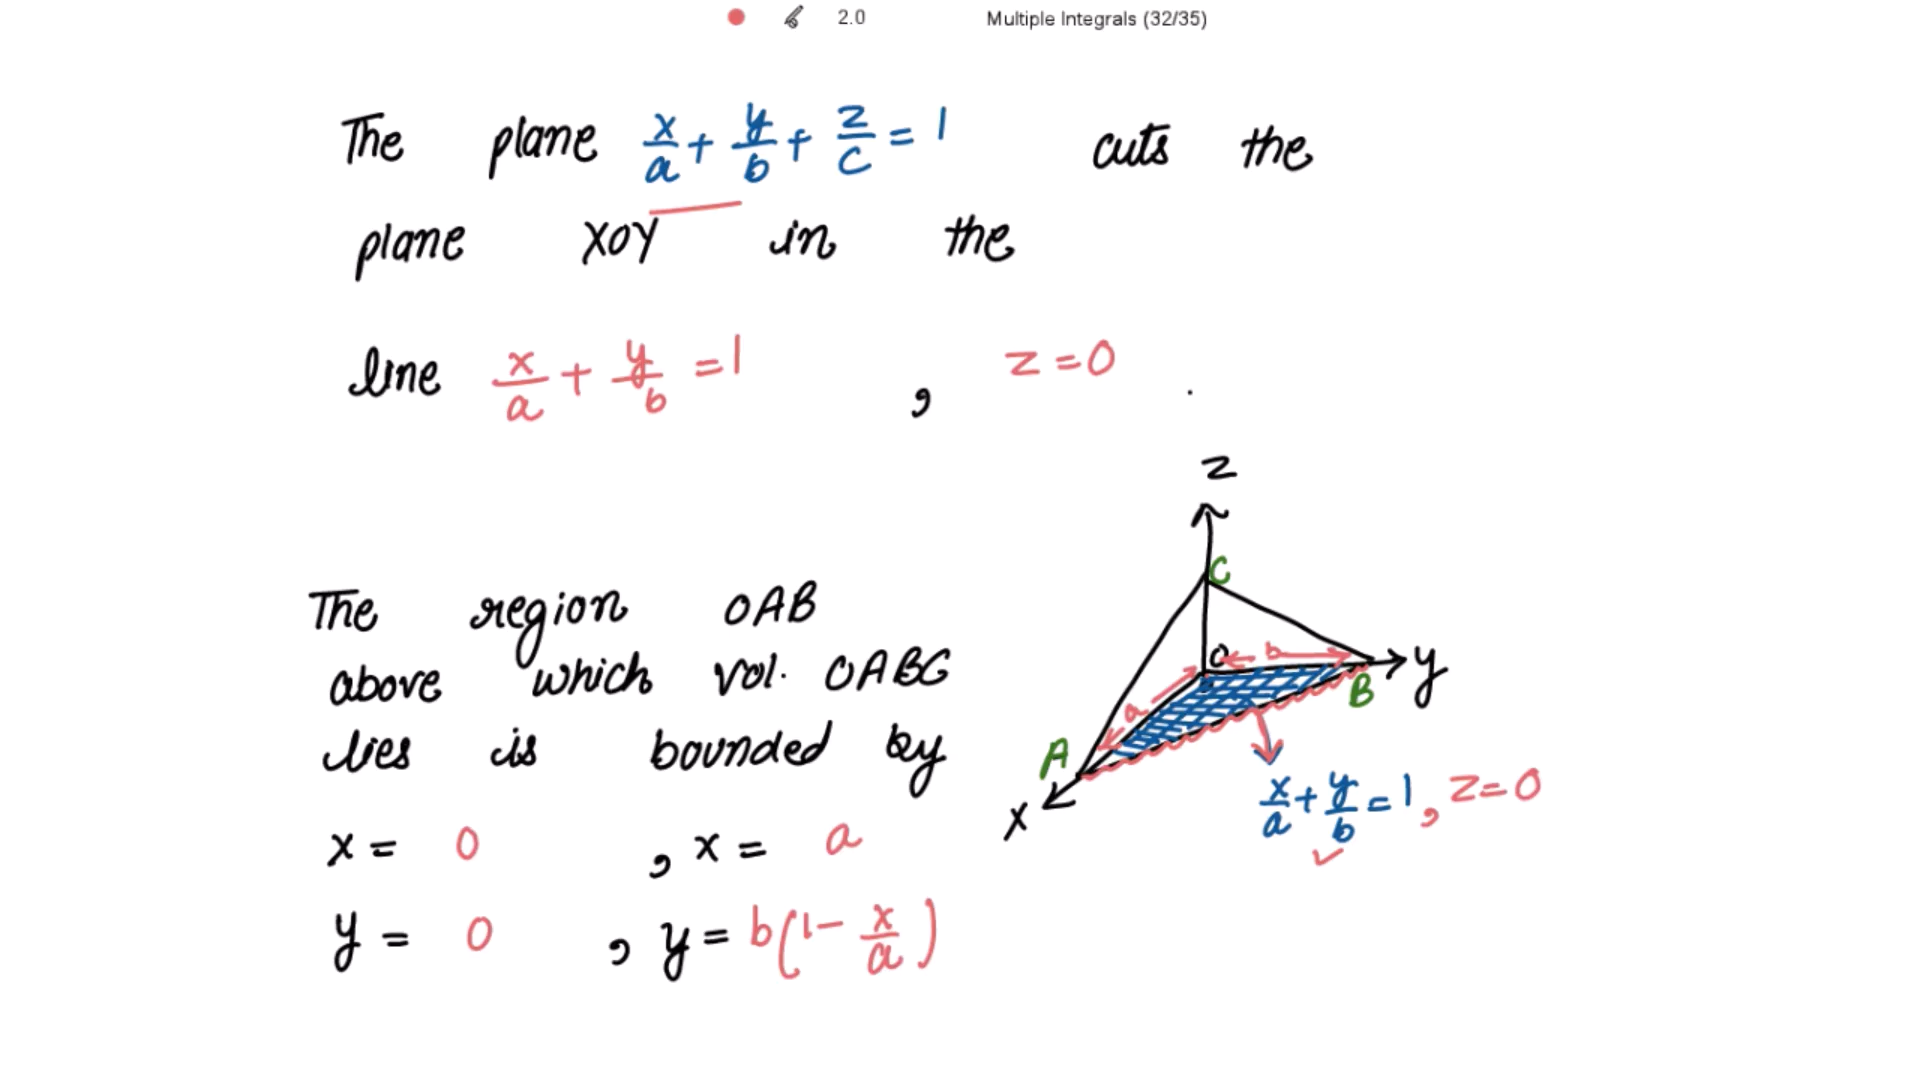 2.0 Multiple Integrals (32/35)
The plane x/a + y/b + z/c = 1 cuts the
plane XOY in the
line x/a + y/b = 1 , z = 0 .
The region OAB
above which vol. OABC
lies is bounded by
x = 0 , x = a
y = 0 , y = b(1 - x/a)
z
C
O b
y
B
a
A
x
x/a + y/b = 1 , z = 0